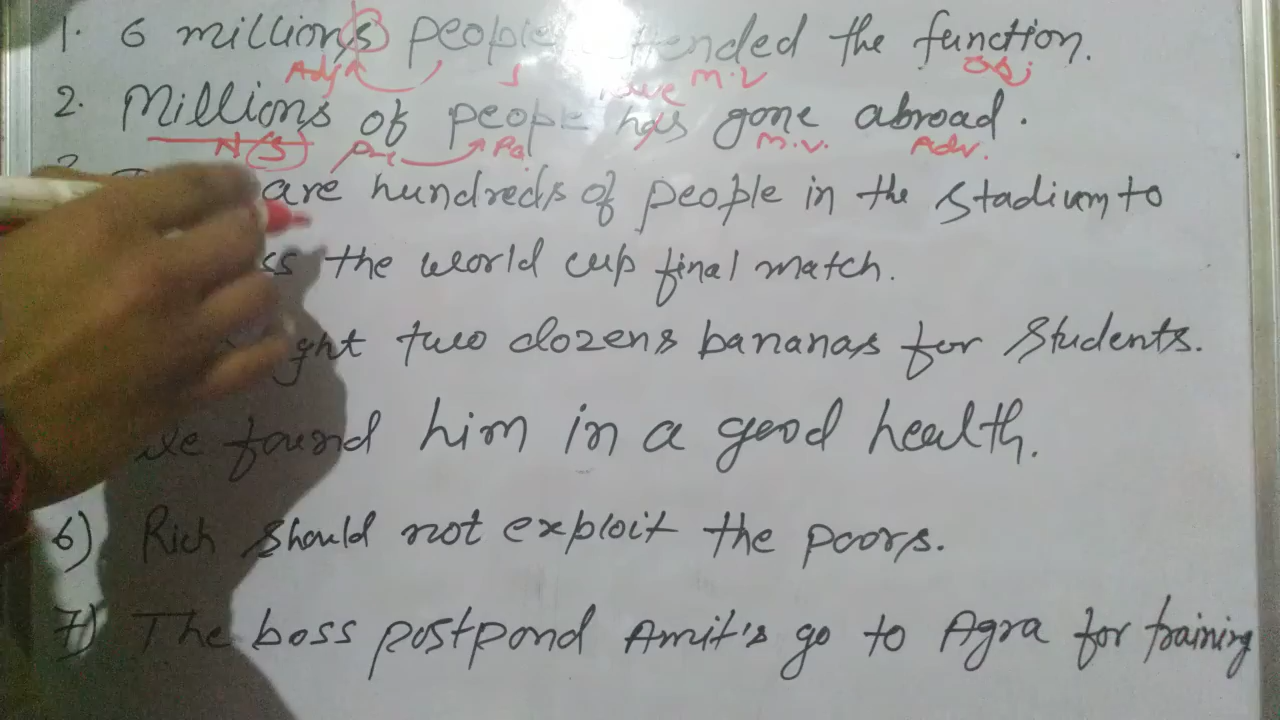 1. 6 millions people attended the function.
Adj S M.V Obj
2. Millions of people has gone abroad.
have
N(S) Pre M.V. Adv.
are hundreds of people in the stadium to
the world cup final match.
two dozens bananas for students.
found him in a good health.
6) Rich should not exploit the poors.
7) The boss postpond Amit's go to Agra for training